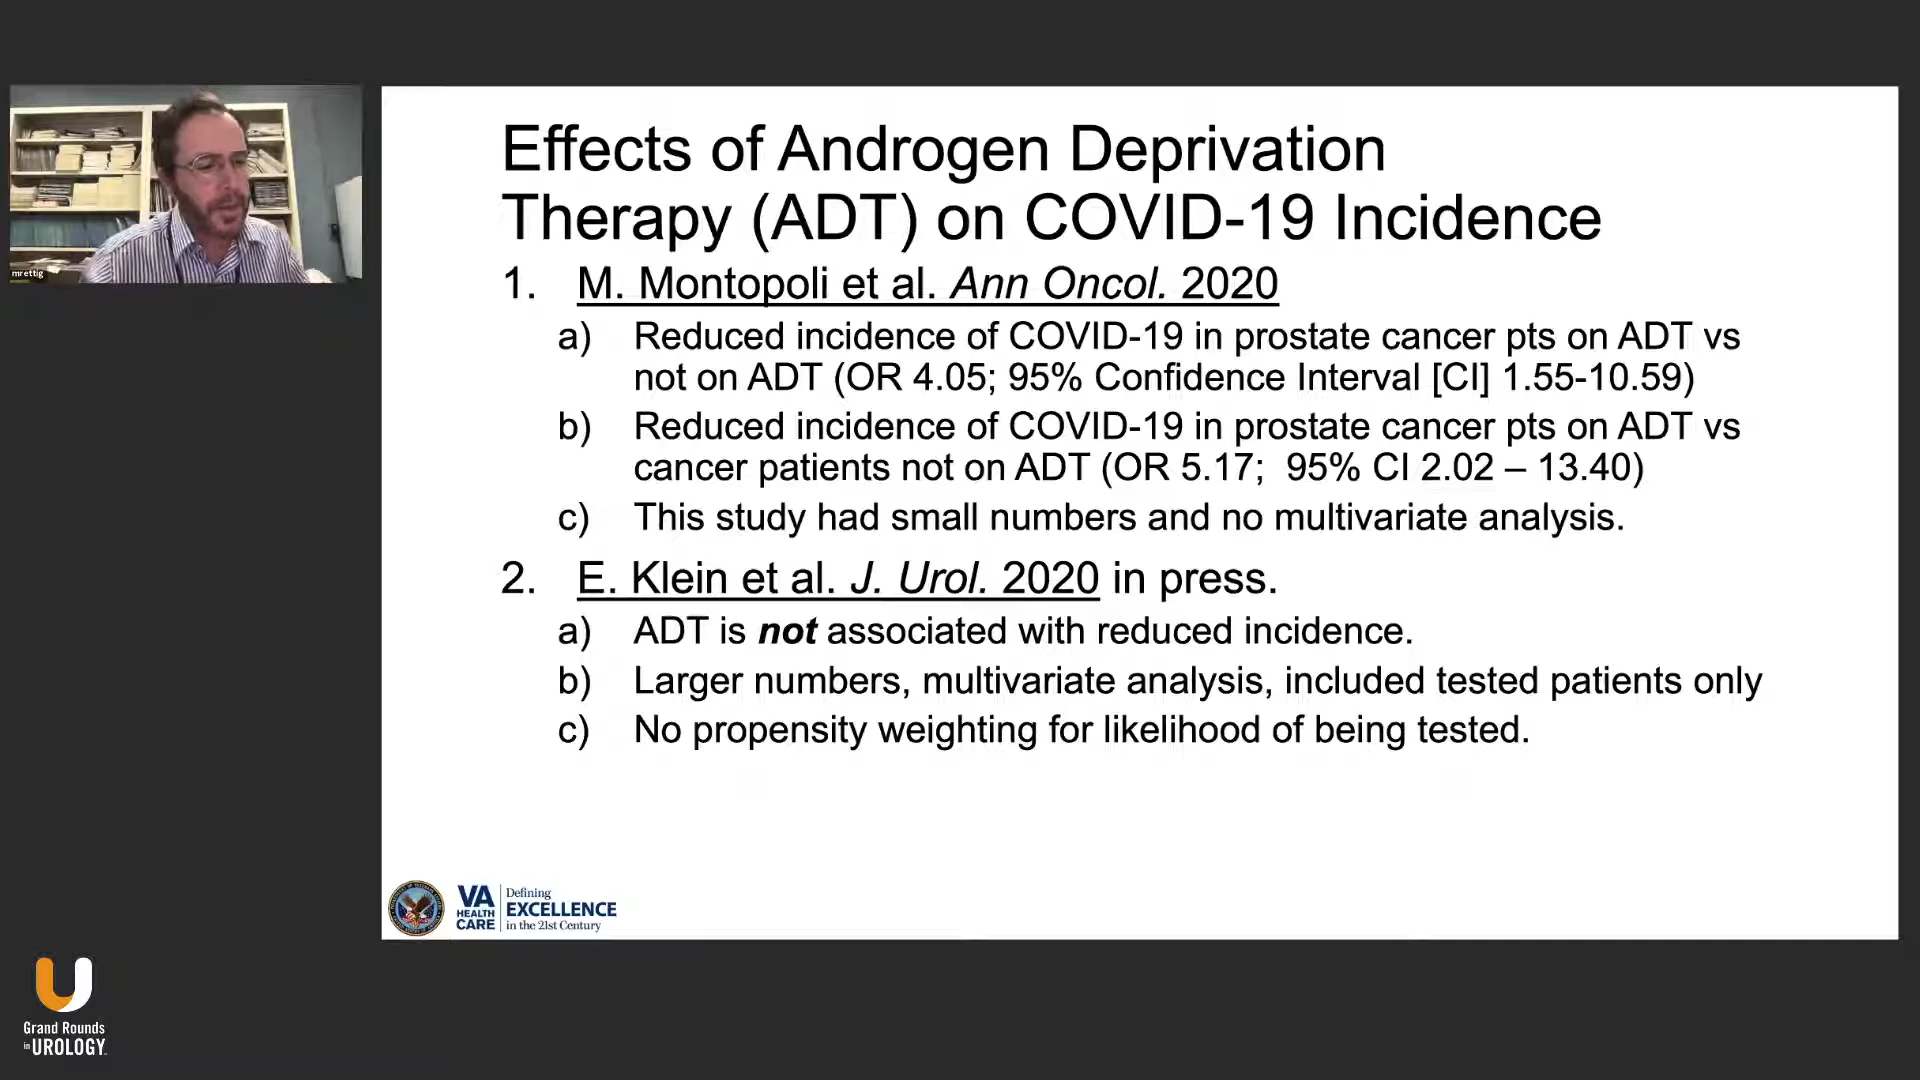 mrettig
Effects of Androgen Deprivation
Therapy (ADT) on COVID-19 Incidence
1. M. Montopoli et al. Ann Oncol. 2020
a) Reduced incidence of COVID-19 in prostate cancer pts on ADT vs
not on ADT (OR 4.05; 95% Confidence Interval [CI] 1.55-10.59)
b) Reduced incidence of COVID-19 in prostate cancer pts on ADT vs
cancer patients not on ADT (OR 5.17; 95% CI 2.02 – 13.40)
c) This study had small numbers and no multivariate analysis.
2. E. Klein et al. J. Urol. 2020 in press.
a) ADT is not associated with reduced incidence.
b) Larger numbers, multivariate analysis, included tested patients only
c) No propensity weighting for likelihood of being tested.
VA
HEALTH
CARE
Defining
EXCELLENCE
in the 21st Century
Grand Rounds
in UROLOGY